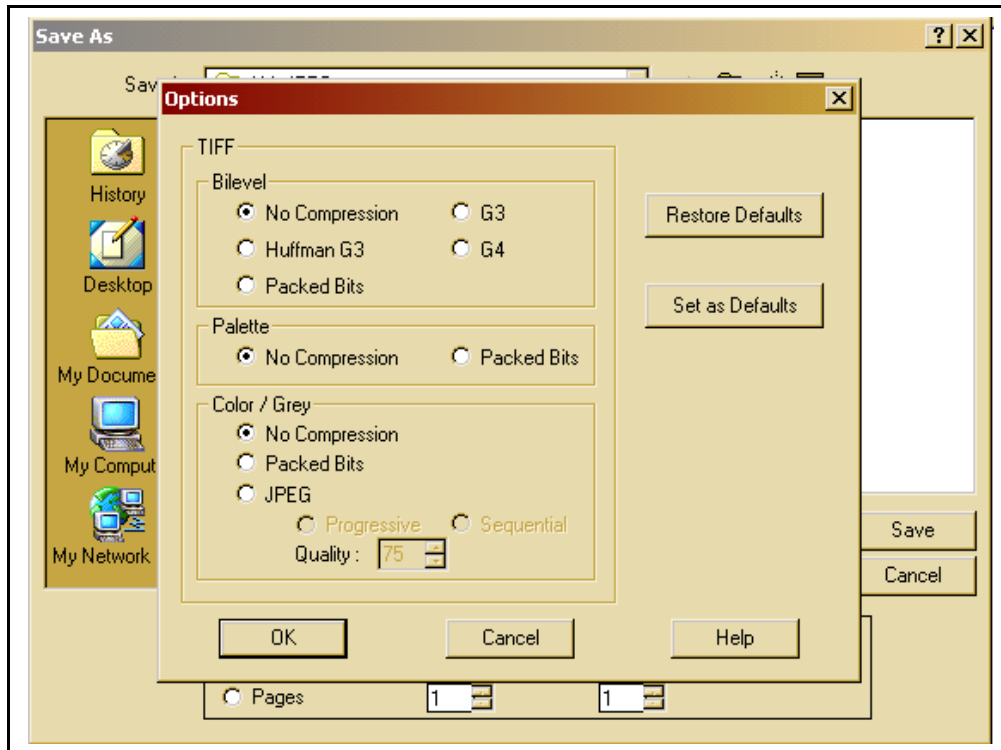 Save As
Sav
Options
TIFF
Bilevel
No Compression
G3
Huffman G3
G4
Packed Bits
Palette
No Compression
Packed Bits
Color / Grey
No Compression
Packed Bits
JPEG
Progressive
Sequential
Quality : 75
Restore Defaults
Set as Defaults
OK
Cancel
Help
History
Desktop
My Docume
My Comput
My Network
Save
Cancel
Pages
1
1